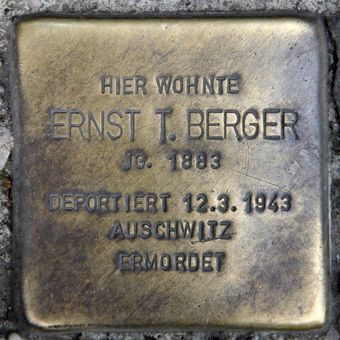 HIER WOHNTE
ERNST T. BERGER
JG. 1883
DEPORTIERT 12.3.1943
AUSCHWITZ
ERMORDET